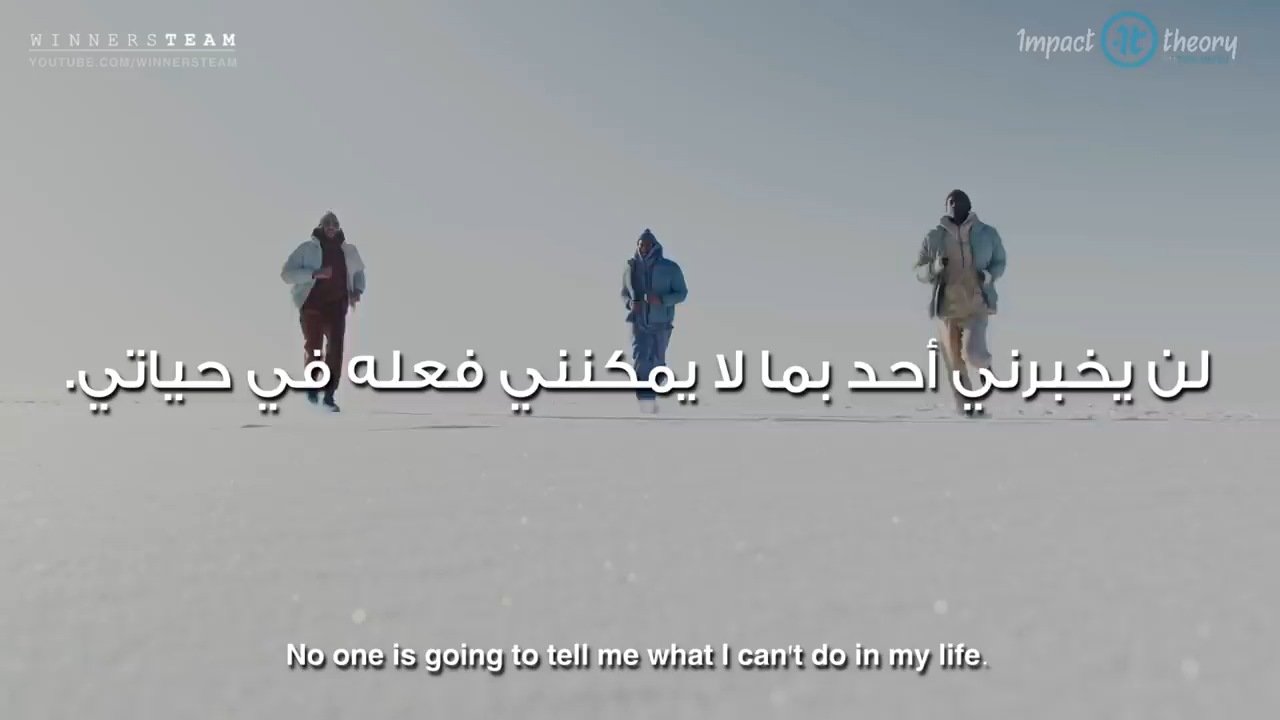 WINNERSTEAM
YOUTUBE.COM/WINNERSTEAM
Impact it theory
لن يخبرني أحد بما لا يمكنني فعله في حياتي.
No one is going to tell me what I can't do in my life.